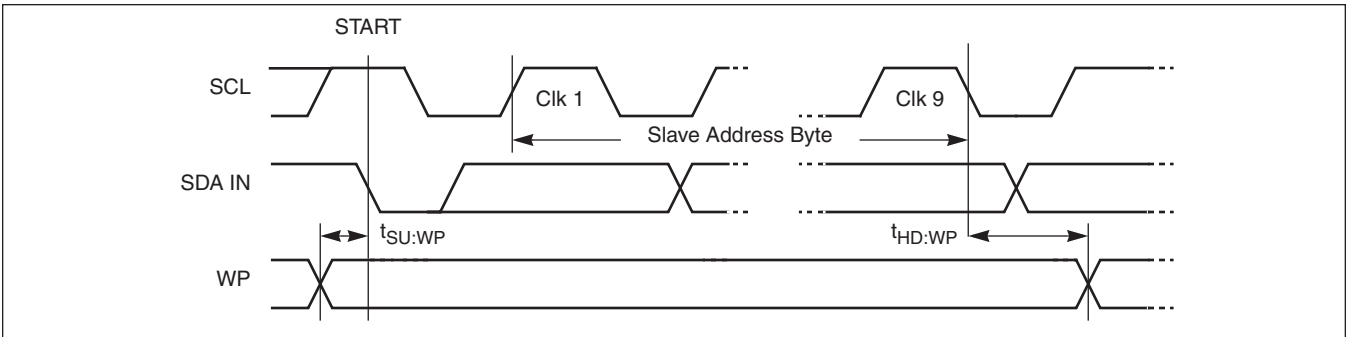 START
SCL
Clk 1
Clk 9
Slave Address Byte
SDA IN
tSU:WP
tHD:WP
WP